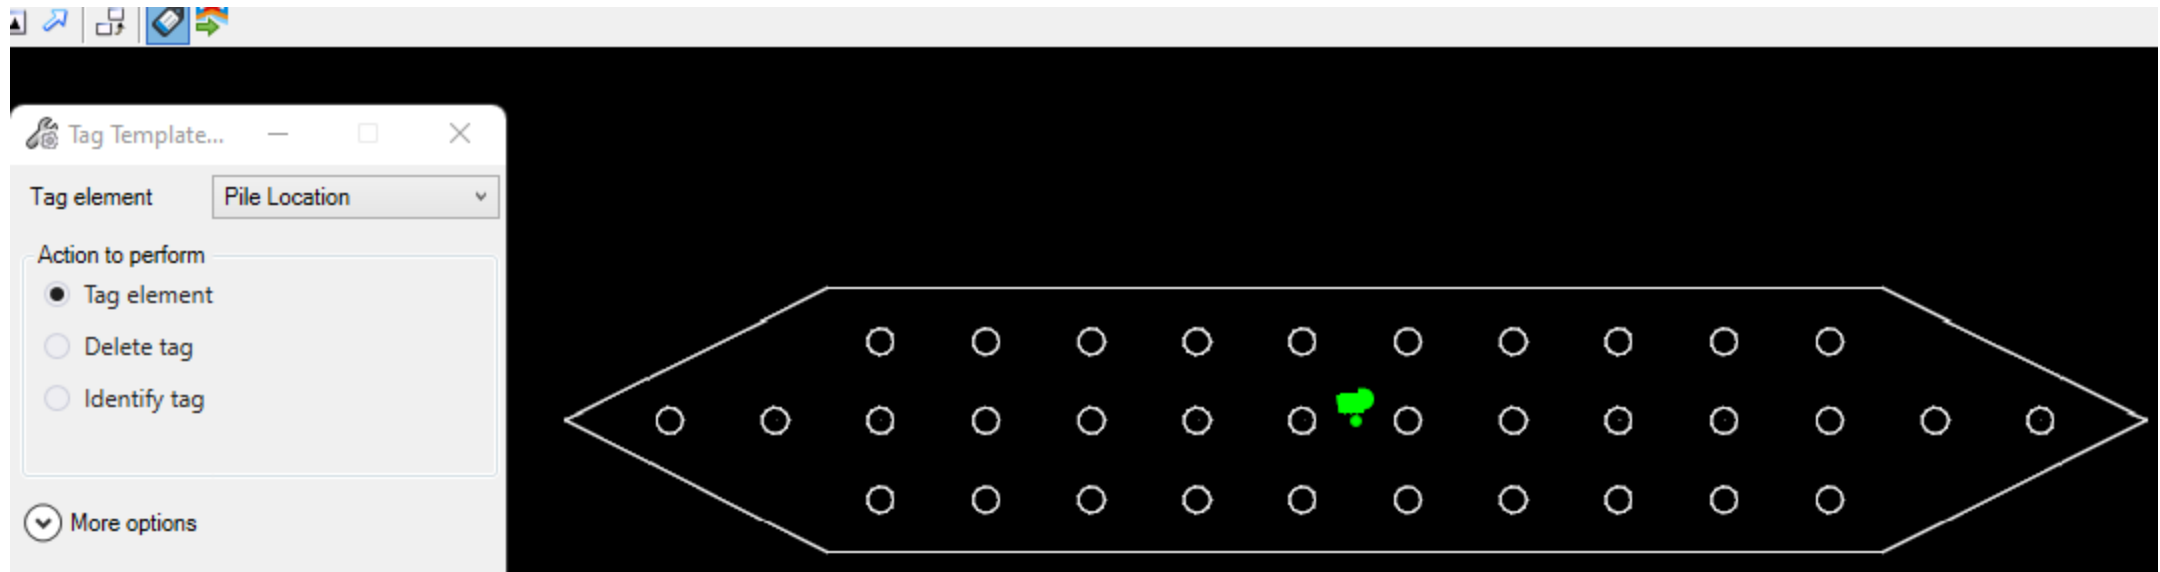 Tag Template...
Tag element Pile Location
Action to perform
Tag element
Delete tag
Identify tag
More options